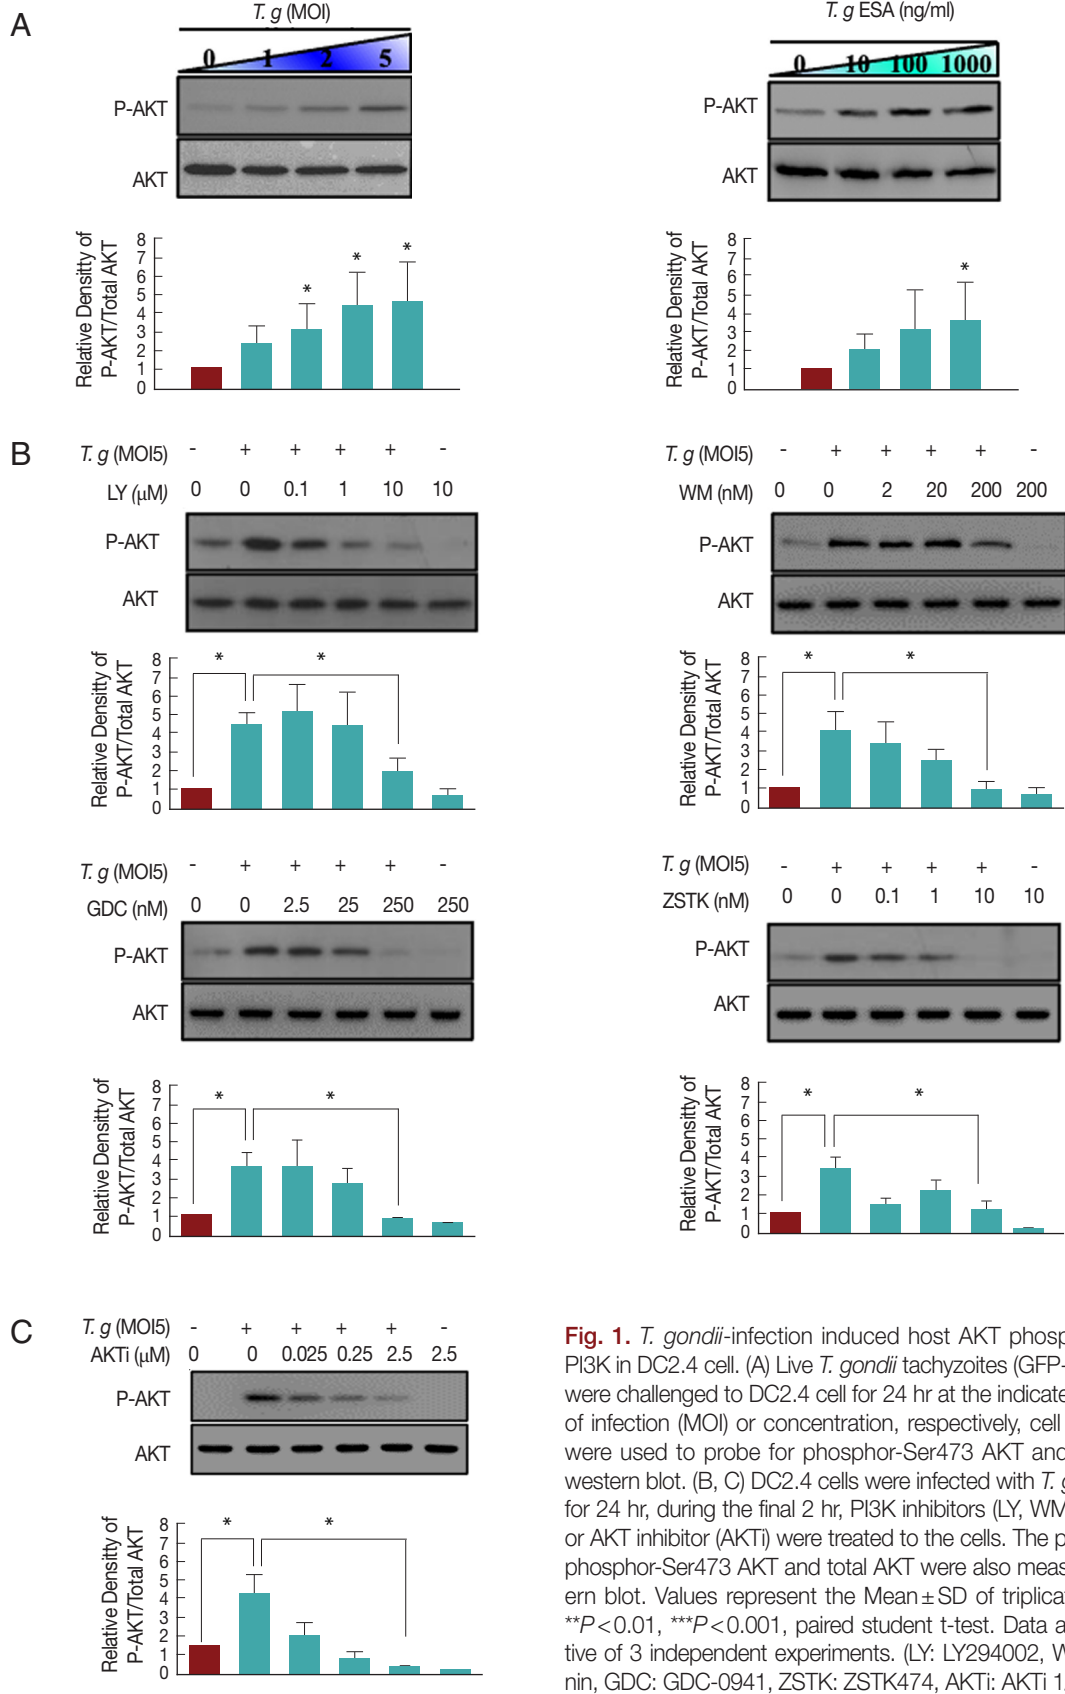 A
T. g (MOI)
0 1 2 5
P-AKT
AKT
Relative Densitty of
P-AKT/Total AKT
8
7
6
5
4
3
2
1
0
* * *
T. g ESA (ng/ml)
0 10 100 1000
P-AKT
AKT
Relative Densitty of
P-AKT/Total AKT
8
7
6
5
4
3
2
1
0
*
B
T. g (MOI5) - + + + + -
LY (μM) 0 0 0.1 1 10 10
P-AKT
AKT
Relative Density of
P-AKT/Total AKT
8
7
6
5
4
3
2
1
0
* *
T. g (MOI5) - + + + + -
WM (nM) 0 0 2 20 200 200
P-AKT
AKT
Relative Density of
P-AKT/Total AKT
8
7
6
5
4
3
2
1
0
* *
T. g (MOI5) - + + + + -
GDC (nM) 0 0 2.5 25 250 250
P-AKT
AKT
Relative Density of
P-AKT/Total AKT
8
7
6
5
4
3
2
1
0
* *
T. g (MOI5) - + + + + -
ZSTK (nM) 0 0 0.1 1 10 10
P-AKT
AKT
Relative Density of
P-AKT/Total AKT
8
7
6
5
4
3
2
1
0
* *
C
T. g (MOI5) - + + + + -
AKTi (μM) 0 0 0.025 0.25 2.5 2.5
P-AKT
AKT
Relative Density of
P-AKT/Total AKT
8
7
6
5
4
3
2
1
0
* *
Fig. 1. T. gondii-infection induced host AKT phosp
PI3K in DC2.4 cell. (A) Live T. gondii tachyzoites (GFP-
were challenged to DC2.4 cell for 24 hr at the indicate
of infection (MOI) or concentration, respectively, cell
were used to probe for phosphor-Ser473 AKT and
western blot. (B, C) DC2.4 cells were infected with T. g
for 24 hr, during the final 2 hr, PI3K inhibitors (LY, WM
or AKT inhibitor (AKTi) were treated to the cells. The p
phosphor-Ser473 AKT and total AKT were also meas
ern blot. Values represent the Mean±SD of triplicat
**P<0.01, ***P<0.001, paired student t-test. Data a
tive of 3 independent experiments. (LY: LY294002, W
nin, GDC: GDC-0941, ZSTK: ZSTK474, AKTi: AKTi 1